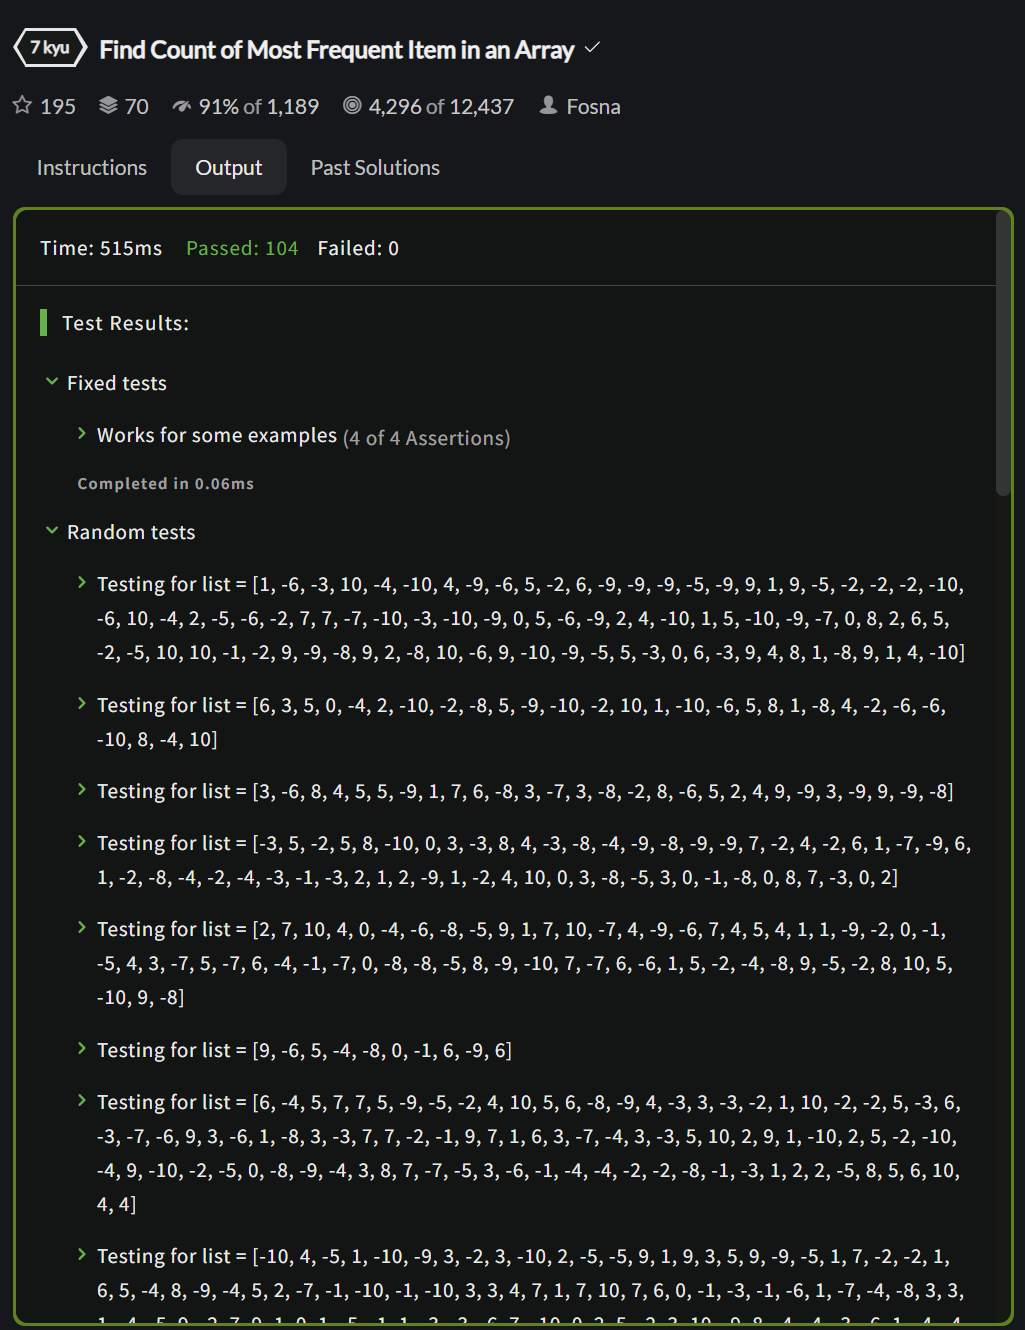 7 kyu Find Count of Most Frequent Item in an Array
195 70 91% of 1,189 4,296 of 12,437 Fosna
Instructions Output Past Solutions
Time: 515ms Passed: 104 Failed: 0
Test Results:
Fixed tests
Works for some examples (4 of 4 Assertions)
Completed in 0.06ms
Random tests
Testing for list = [1, -6, -3, 10, -4, -10, 4, -9, -6, 5, -2, 6, -9, -9, -9, -5, -9, 9, 1, 9, -5, -2, -2, -2, -10,
-6, 10, -4, 2, -5, -6, -2, 7, 7, -7, -10, -3, -10, -9, 0, 5, -6, -9, 2, 4, -10, 1, 5, -10, -9, -7, 0, 8, 2, 6, 5,
-2, -5, 10, 10, -1, -2, 9, -9, -8, 9, 2, -8, 10, -6, 9, -10, -9, -5, 5, -3, 0, 6, -3, 9, 4, 8, 1, -8, 9, 1, 4, -10]
Testing for list = [6, 3, 5, 0, -4, 2, -10, -2, -8, 5, -9, -10, -2, 10, 1, -10, -6, 5, 8, 1, -8, 4, -2, -6, -6,
-10, 8, -4, 10]
Testing for list = [3, -6, 8, 4, 5, 5, -9, 1, 7, 6, -8, 3, -7, 3, -8, -2, 8, -6, 5, 2, 4, 9, -9, 3, -9, 9, -9, -8]
Testing for list = [-3, 5, -2, 5, 8, -10, 0, 3, -3, 8, 4, -3, -8, -4, -9, -8, -9, -9, 7, -2, 4, -2, 6, 1, -7, -9, 6,
1, -2, -8, -4, -2, -4, -3, -1, -3, 2, 1, 2, -9, 1, -2, 4, 10, 0, 3, -8, -5, 3, 0, -1, -8, 0, 8, 7, -3, 0, 2]
Testing for list = [2, 7, 10, 4, 0, -4, -6, -8, -5, 9, 1, 7, 10, -7, 4, -9, -6, 7, 4, 5, 4, 1, 1, -9, -2, 0, -1,
-5, 4, 3, -7, 5, -7, 6, -4, -1, -7, 0, -8, -8, -5, 8, -9, -10, 7, -7, 6, -6, 1, 5, -2, -4, -8, 9, -5, -2, 8, 10, 5,
-10, 9, -8]
Testing for list = [9, -6, 5, -4, -8, 0, -1, 6, -9, 6]
Testing for list = [6, -4, 5, 7, 7, 5, -9, -5, -2, 4, 10, 5, 6, -8, -9, 4, -3, 3, -3, -2, 1, 10, -2, -2, 5, -3, 6,
-3, -7, -6, 9, 3, -6, 1, -8, 3, -3, 7, 7, -2, -1, 9, 7, 1, 6, 3, -7, -4, 3, -3, 5, 10, 2, 9, 1, -10, 2, 5, -2, -10,
-4, 9, -10, -2, -5, 0, -8, -9, -4, 3, 8, 7, -7, -5, 3, -6, -1, -4, -4, -2, -2, -8, -1, -3, 1, 2, 2, -5, 8, 5, 6, 10,
4, 4]
Testing for list = [-10, 4, -5, 1, -10, -9, 3, -2, 3, -10, 2, -5, -5, 9, 1, 9, 3, 5, 9, -9, -5, 1, 7, -2, -2, 1,
6, 5, -4, 8, -9, -4, 5, 2, -7, -1, -10, -1, -10, 3, 3, 4, 7, 1, 7, 10, 7, 6, 0, -1, -3, -1, -6, 1, -7, -4, -8, 3, 3,